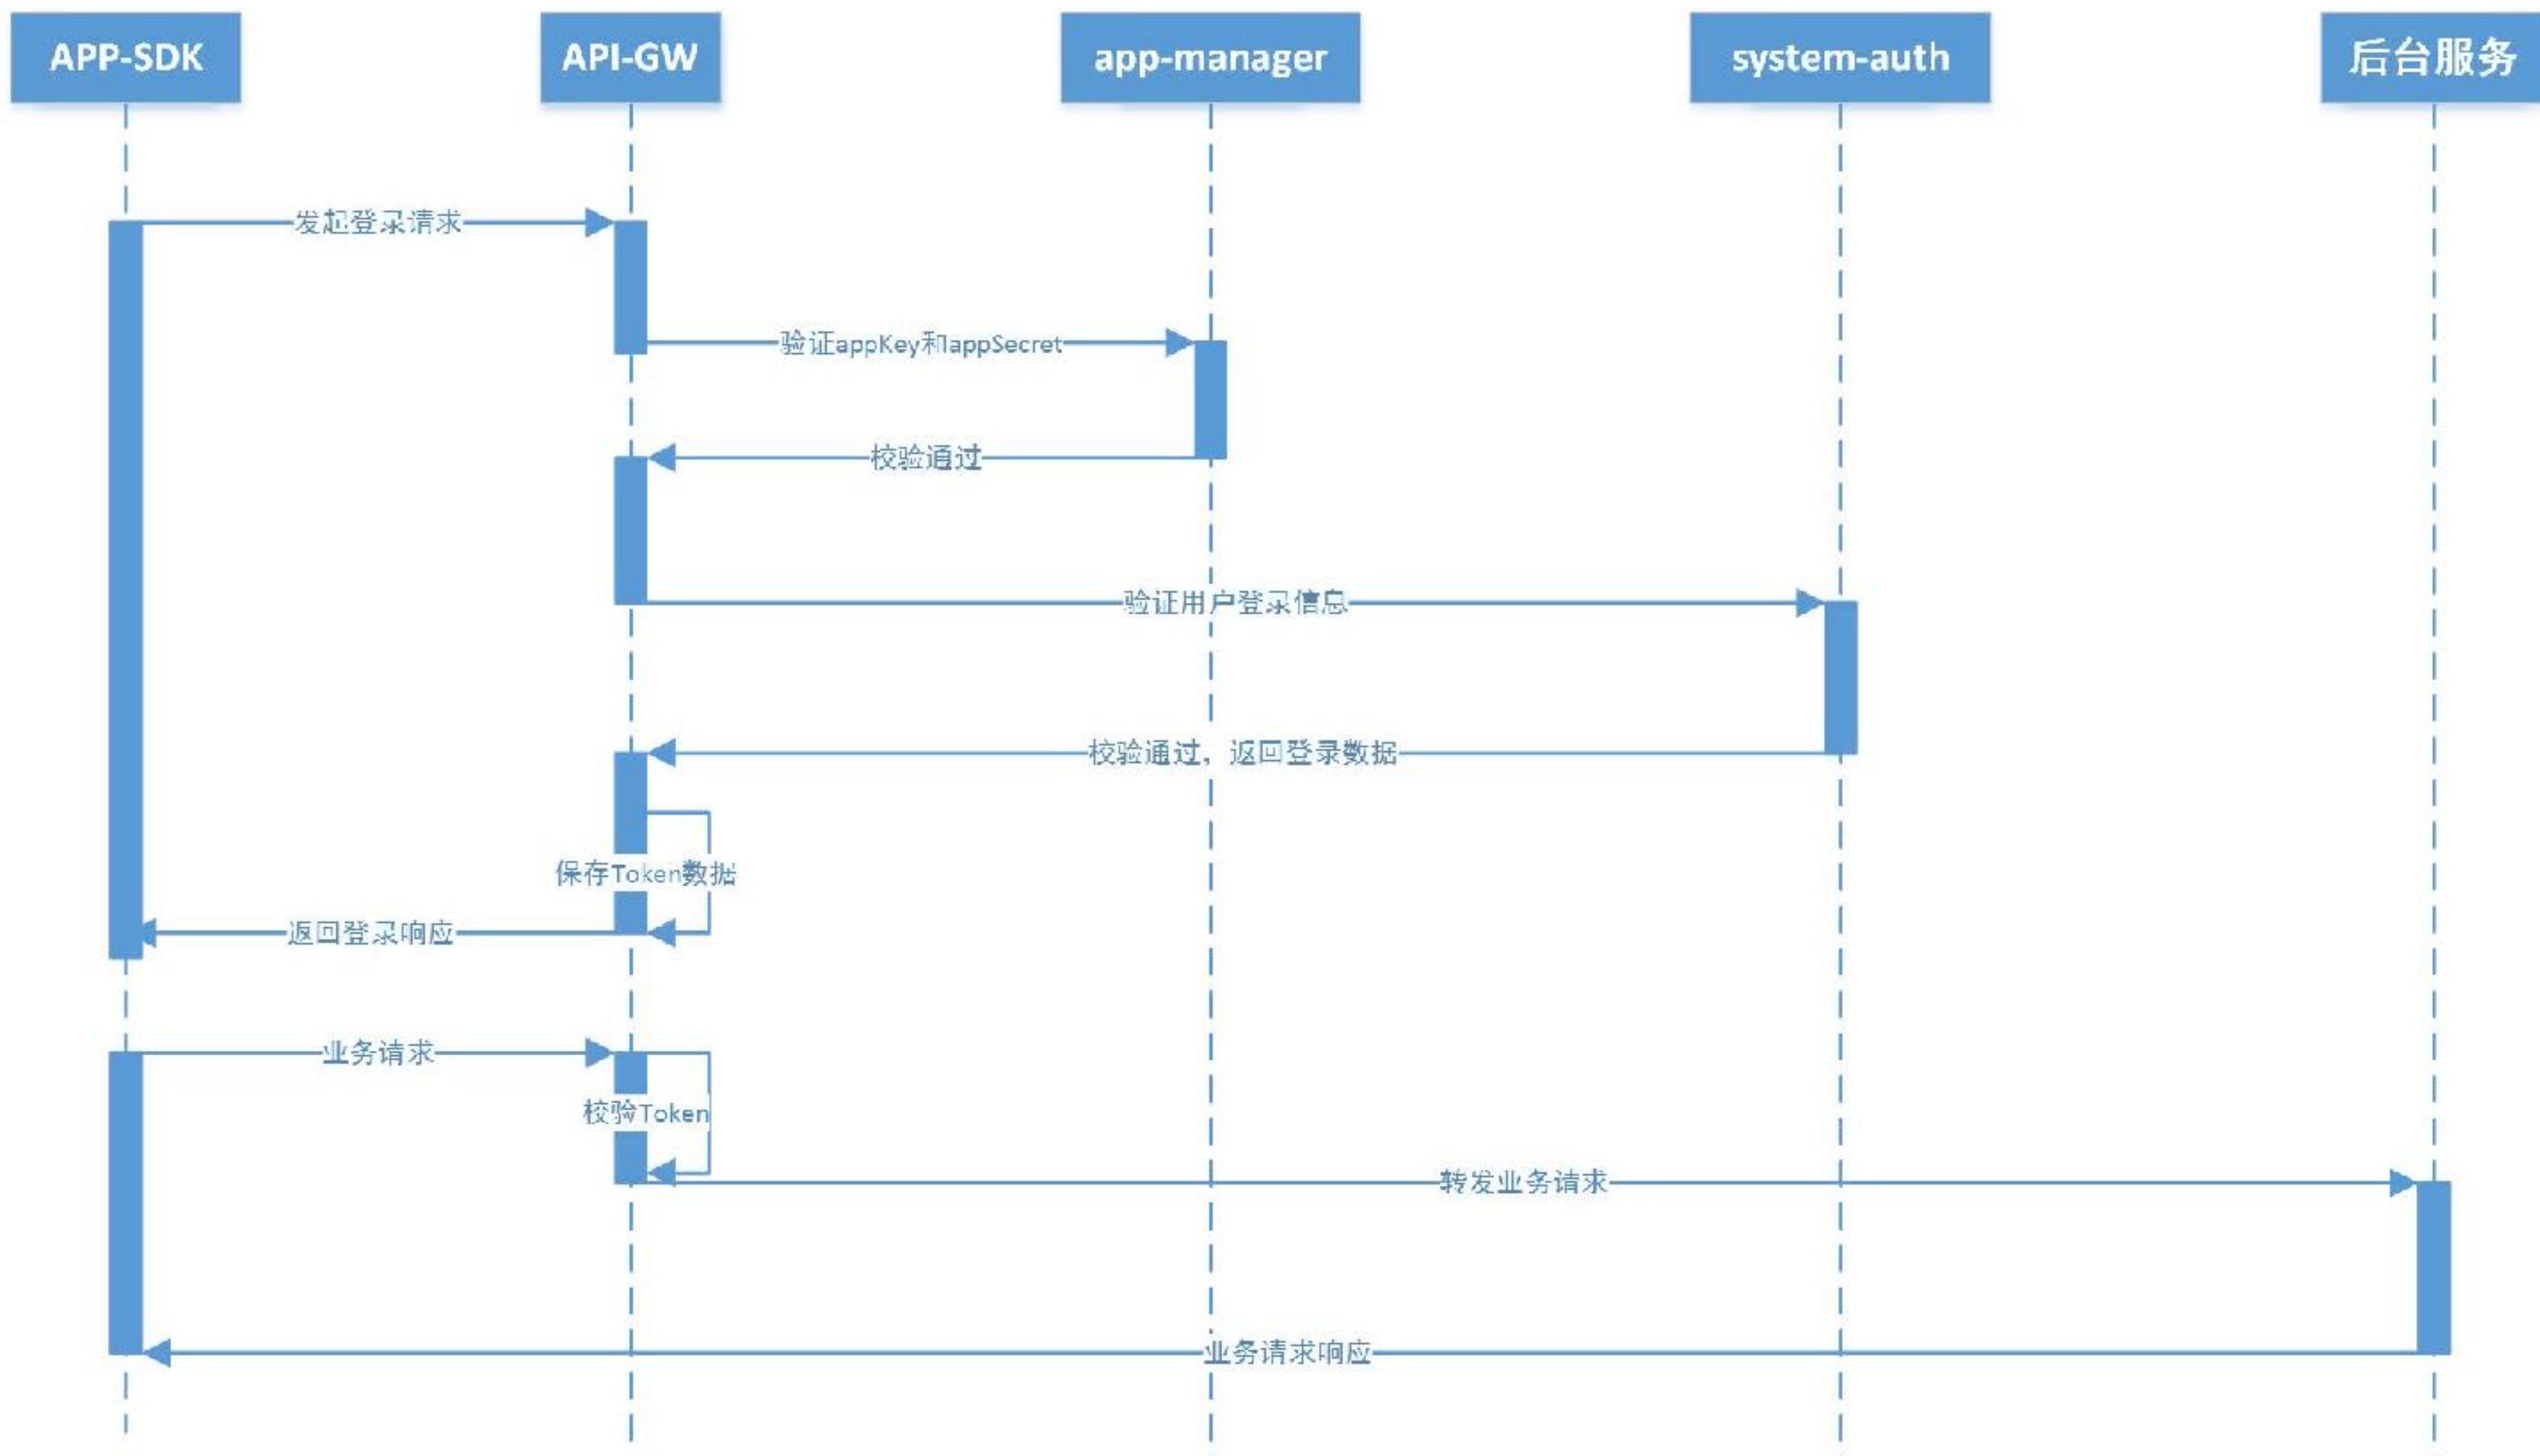 APP-SDK
API-GW
app-manager
system-auth
后台服务
发起登录请求
验证appKey和appSecret
校验通过
验证用户登录信息
校验通过，返回登录数据
保存Token数据
返回登录响应
业务请求
校验Token
转发业务请求
业务请求响应